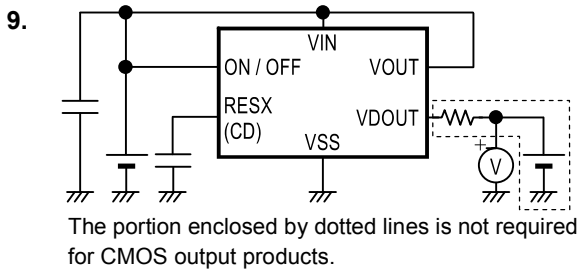 9.
VIN
ON / OFF VOUT
RESX
(CD)
VDOUT
VSS
+
V
The portion enclosed by dotted lines is not required
for CMOS output products.